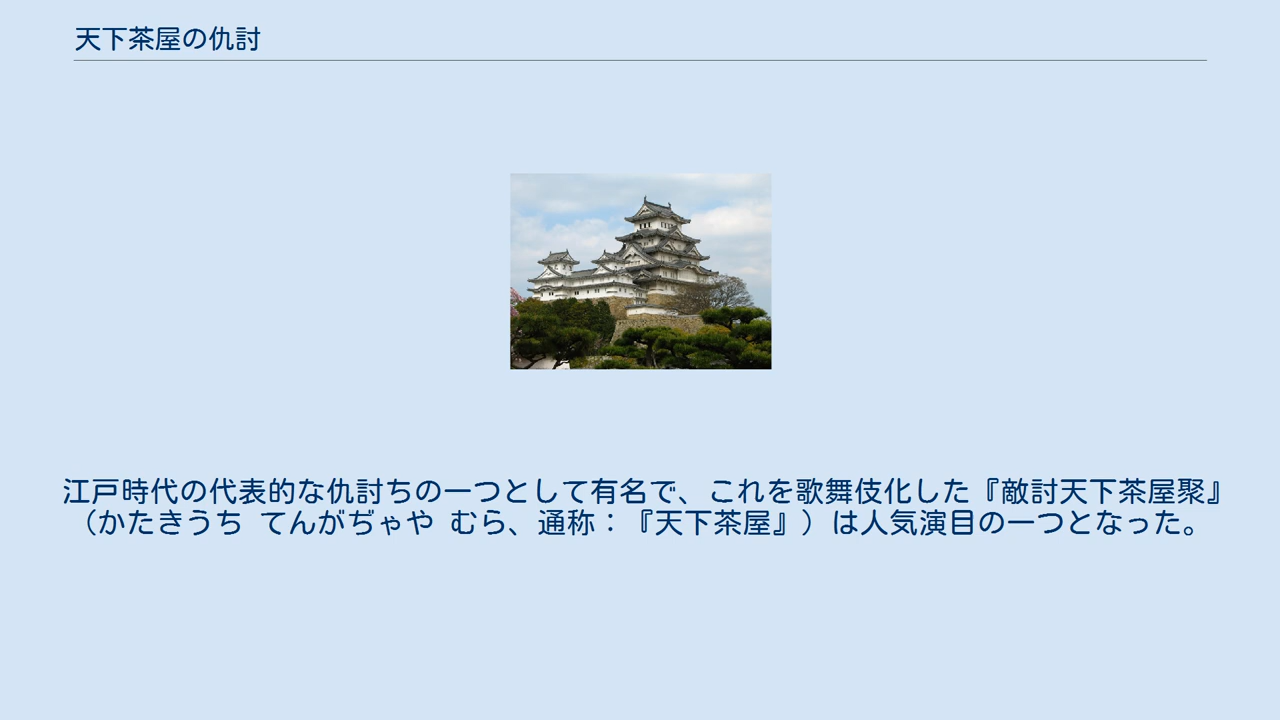 天下茶屋の仇討
江戸時代の代表的な仇討ちの一つとして有名で、これを歌舞伎化した『敵討天下茶屋聚』
（かたきうち てんがぢゃや むら、通称：『天下茶屋』）は人気演目の一つとなった。